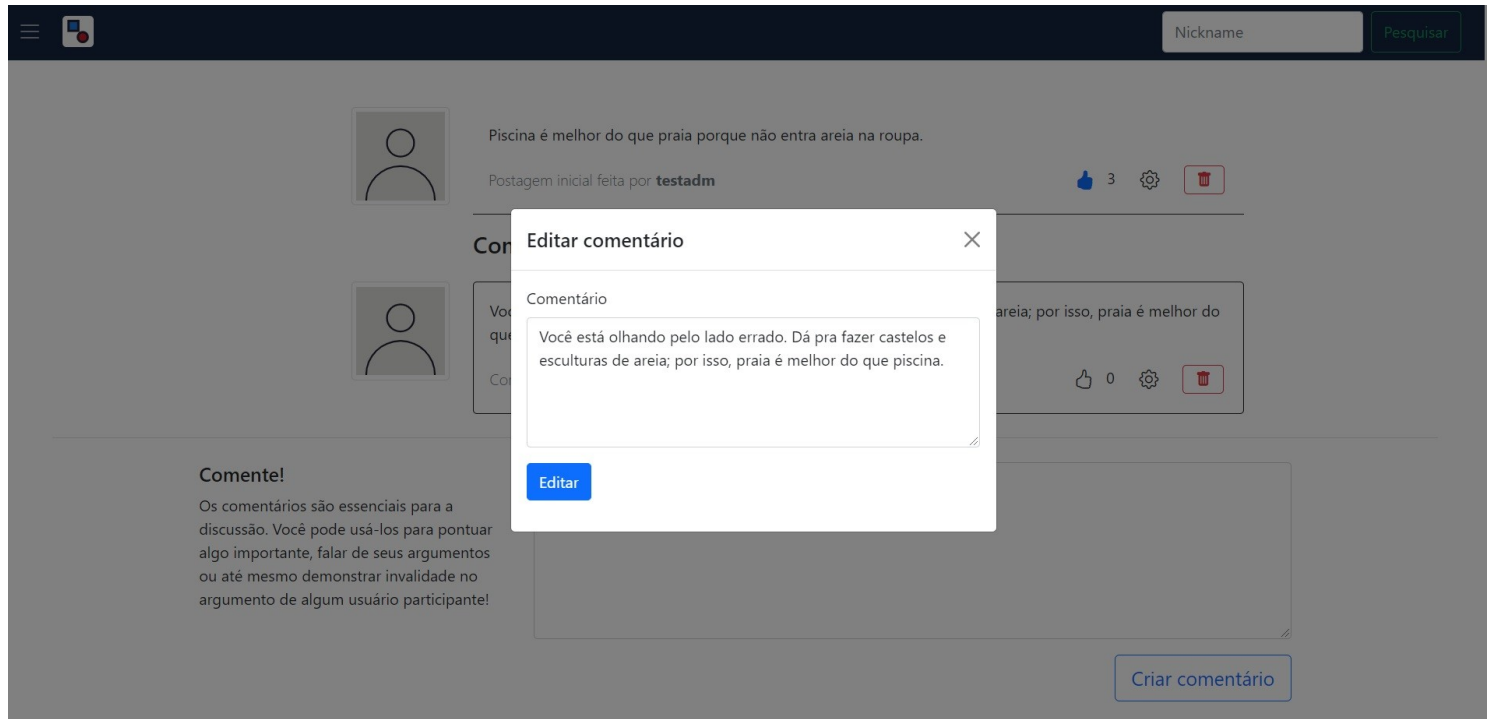 Nickname
Pesquisar
Piscina é melhor do que praia porque não entra areia na roupa.
Postagem inicial feita por testadm
3
Editar comentário
Comentário
Você está olhando pelo lado errado. Dá pra fazer castelos e
esculturas de areia; por isso, praia é melhor do que piscina.
Editar
areia; por isso, praia é melhor do
0
Comente!
Os comentários são essenciais para a
discussão. Você pode usá-los para pontuar
algo importante, falar de seus argumentos
ou até mesmo demonstrar invalidade no
argumento de algum usuário participante!
Criar comentário